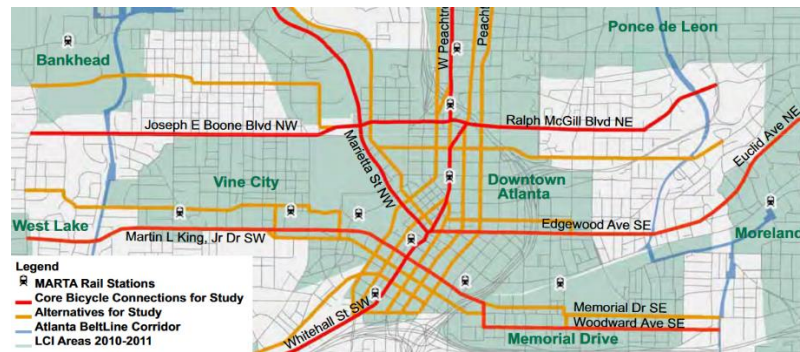 W Peachtre
Peacht
Ponce de Leon
Bankhead
Joseph E Boone Blvd NW
Ralph McGill Blvd NE
Euclid Ave NE
Marietta St NW
Vine City
Downtown
Atlanta
West Lake
Martin L King, Jr Dr SW
Edgewood Ave SE
Moreland
Legend
MARTA Rail Stations
Core Bicycle Connections for Study
Alternatives for Study
Atlanta BeltLine Corridor
LCI Areas 2010-2011
Whitehall St SW
Memorial Dr SE
Woodward Ave SE
Memorial Drive